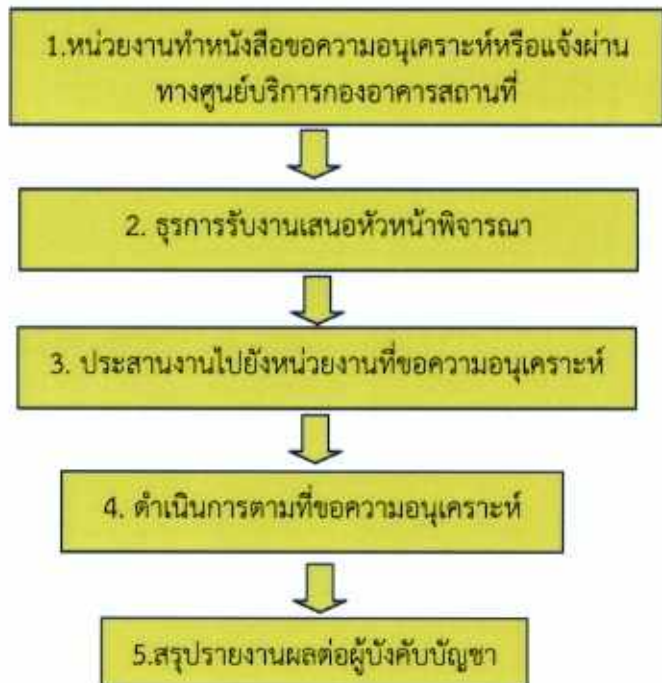 1.หน่วยงานทำหนังสือขอความอนุเคราะห์หรือแจ้งผ่าน
ทางศูนย์บริการกองอาคารสถานที่
2. ธุรการรับงานเสนอหัวหน้าพิจารณา
3. ประสานงานไปยังหน่วยงานที่ขอความอนุเคราะห์
4. ดำเนินการตามที่ขอความอนุเคราะห์
5.สรุปรายงานผลต่อผู้บังคับบัญชา